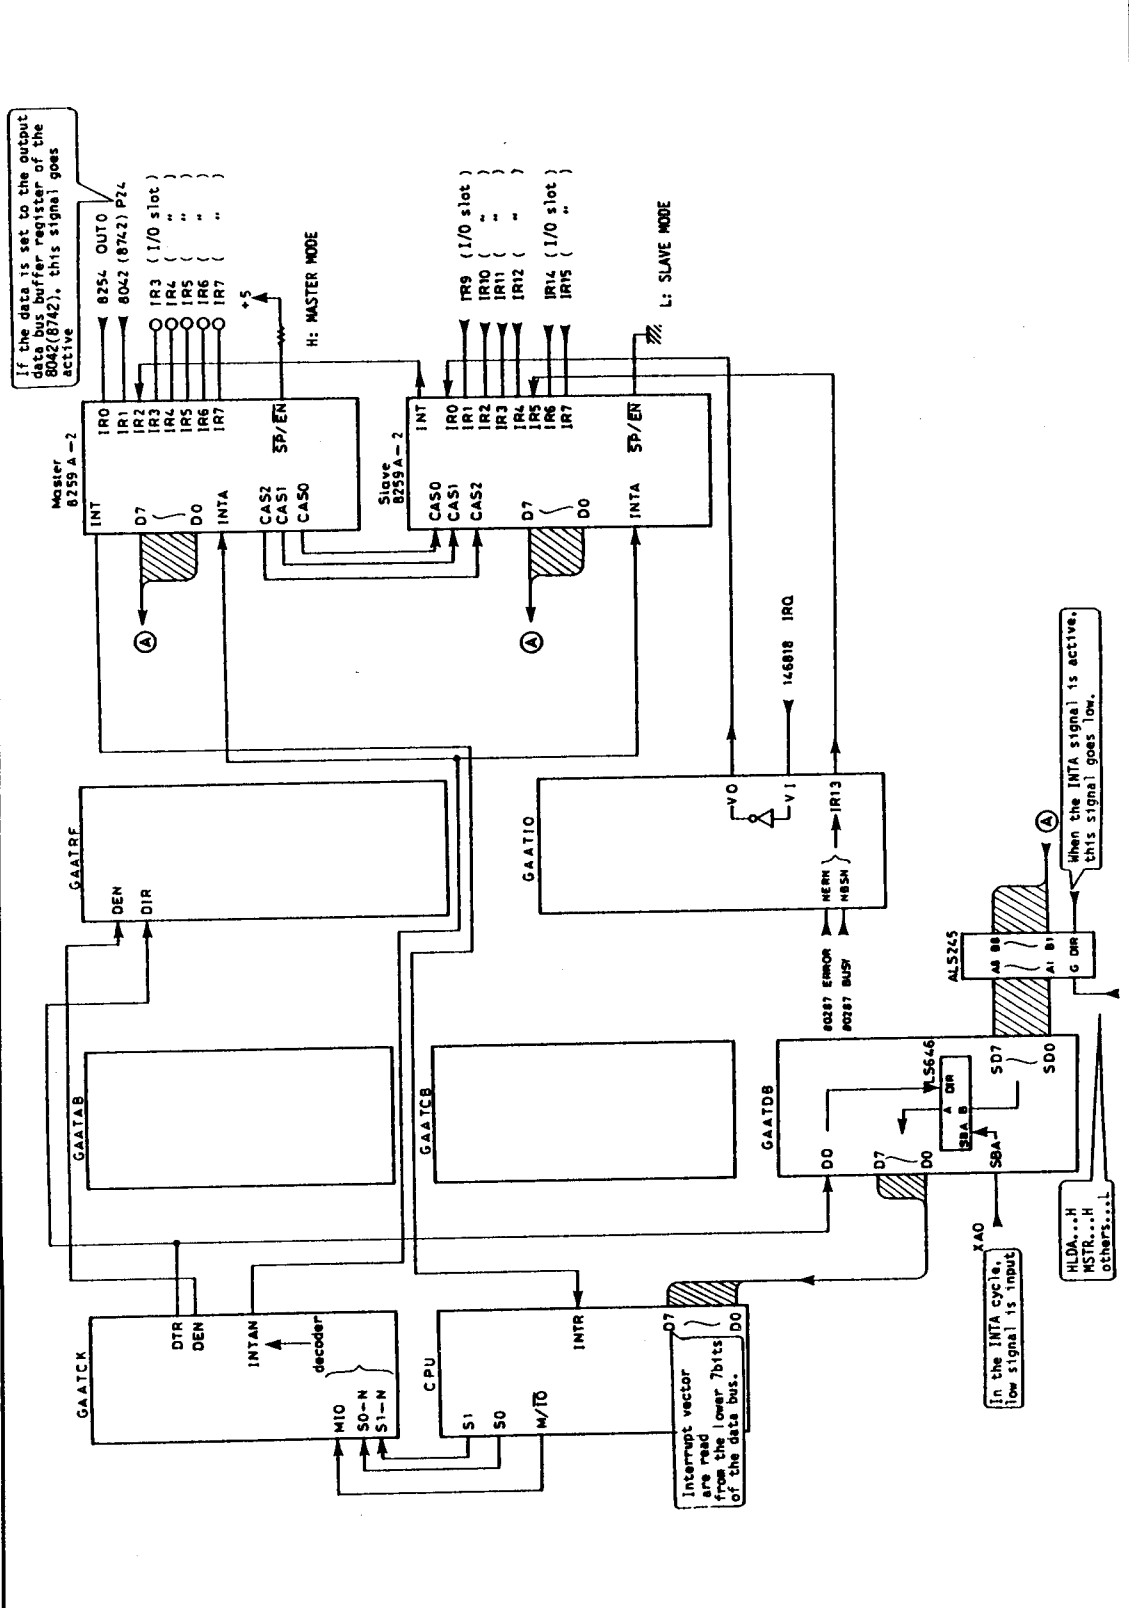 If the data is set to the output
data bus buffer register of the
8042(8742), this signal goes
active
GAATCK
DTR
DEN
INTAN
decoder
MIO
S0-N
S1-N
CPU
INTR
S1
S0
M/IO
D7
D0
Interrupt vector
are read
from the lower 7bits
of the data bus.
GAATAB
GAATCB
GAATRF
DEN
DIR
GAATIO
VO
VI
IR13
NERN
NBSN
80287 ERROR
80287 BUSY
146818 IRQ
GAATDB
DO
D7
D0
SBA
LS646
DIR
A B
SBA
SD7
SD0
XA0
In the INTA cycle,
low signal is input
HLDA...H
MSTR...H
others...L
ALS245
A8 B8
A1 B1
G DIR
A
When the INTA signal is active,
this signal goes low.
Master
8259A-2
INT
D7
D0
INTA
CAS2
CAS1
CAS0
IR0
IR1
IR2
IR3
IR4
IR5
IR6
IR7
SP/EN
8254 OUT0
8042(8742) P24
IR3 (I/O slot)
IR4 ( " )
IR5 ( " )
IR6 ( " )
IR7 ( " )
+5
H: MASTER MODE
A
Slave
8259A-2
INT
CAS0
CAS1
CAS2
D7
D0
INTA
IR0
IR1
IR2
IR3
IR4
IR5
IR6
IR7
SP/EN
IR9 (I/O slot)
IR10 ( " )
IR11 ( " )
IR12 ( " )
IR14 (I/O slot)
IR15 ( " )
L: SLAVE MODE
A